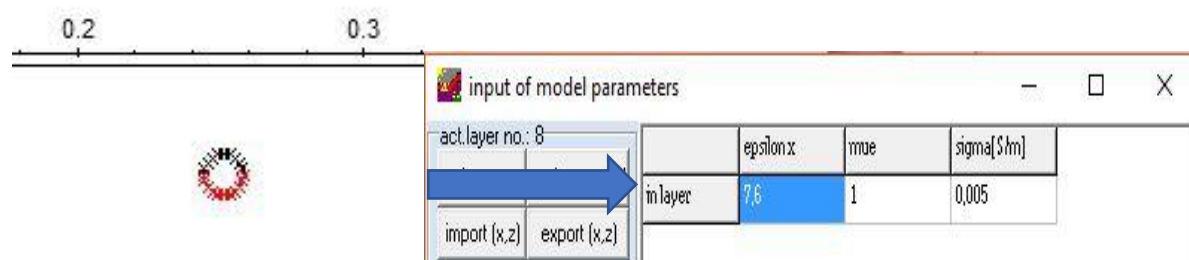 0.2 0.3
input of model parameters
act.layer no.: 8
epsilon x mue sigma[S/m]
in layer 7,6 1 0,005
import (x,z) export (x,z)